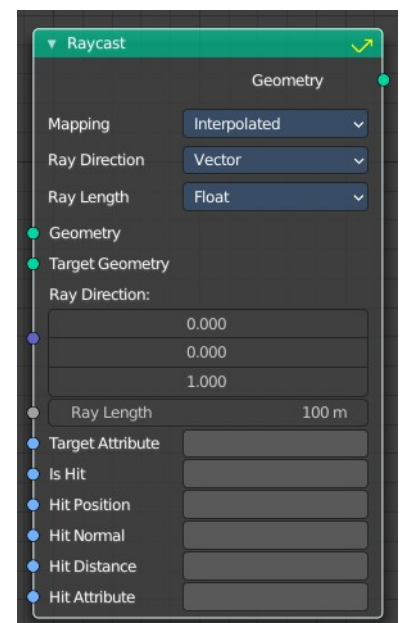 Raycast
Geometry
Mapping Interpolated
Ray Direction Vector
Ray Length Float
Geometry
Target Geometry
Ray Direction:
0.000
0.000
1.000
Ray Length 100 m
Target Attribute
Is Hit
Hit Position
Hit Normal
Hit Distance
Hit Attribute